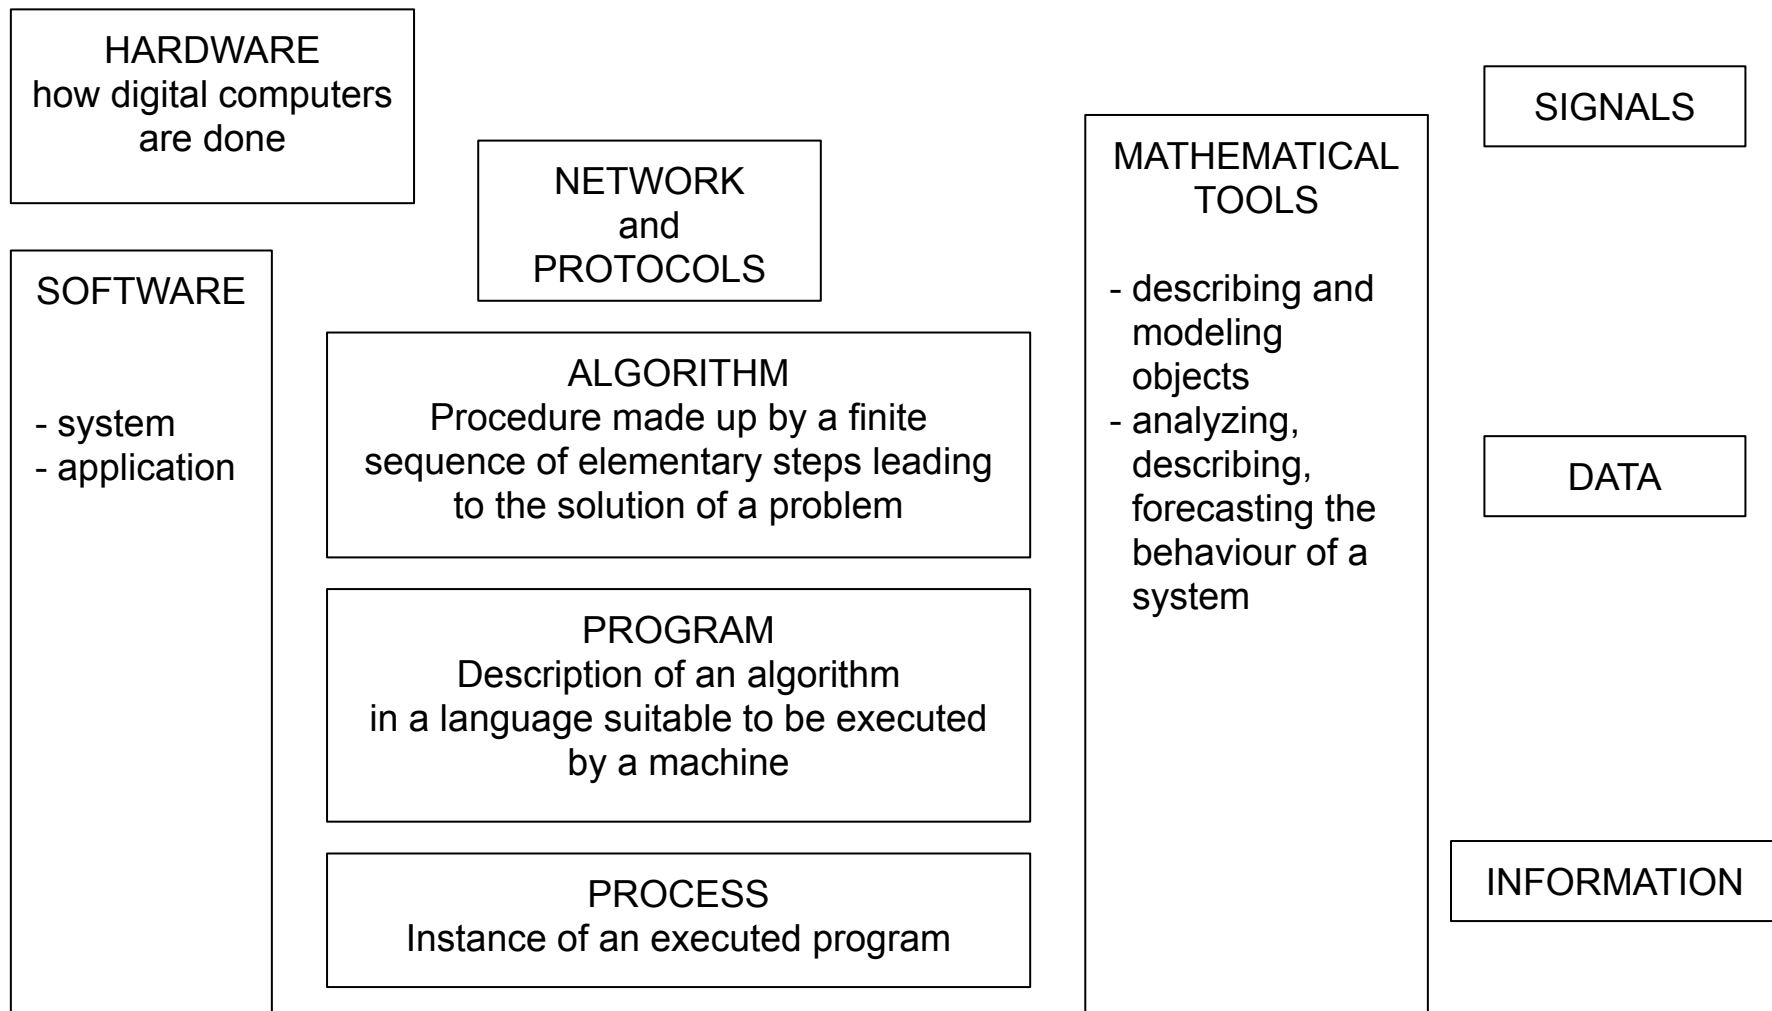 HARDWARE
how digital computers
are done
NETWORK
and
PROTOCOLS
SOFTWARE
- system
- application
ALGORITHM
Procedure made up by a finite
sequence of elementary steps leading
to the solution of a problem
PROGRAM
Description of an algorithm
in a language suitable to be executed
by a machine
PROCESS
Instance of an executed program
MATHEMATICAL
TOOLS
- describing and
modeling
objects
- analyzing,
describing,
forecasting the
behaviour of a
system
SIGNALS
DATA
INFORMATION